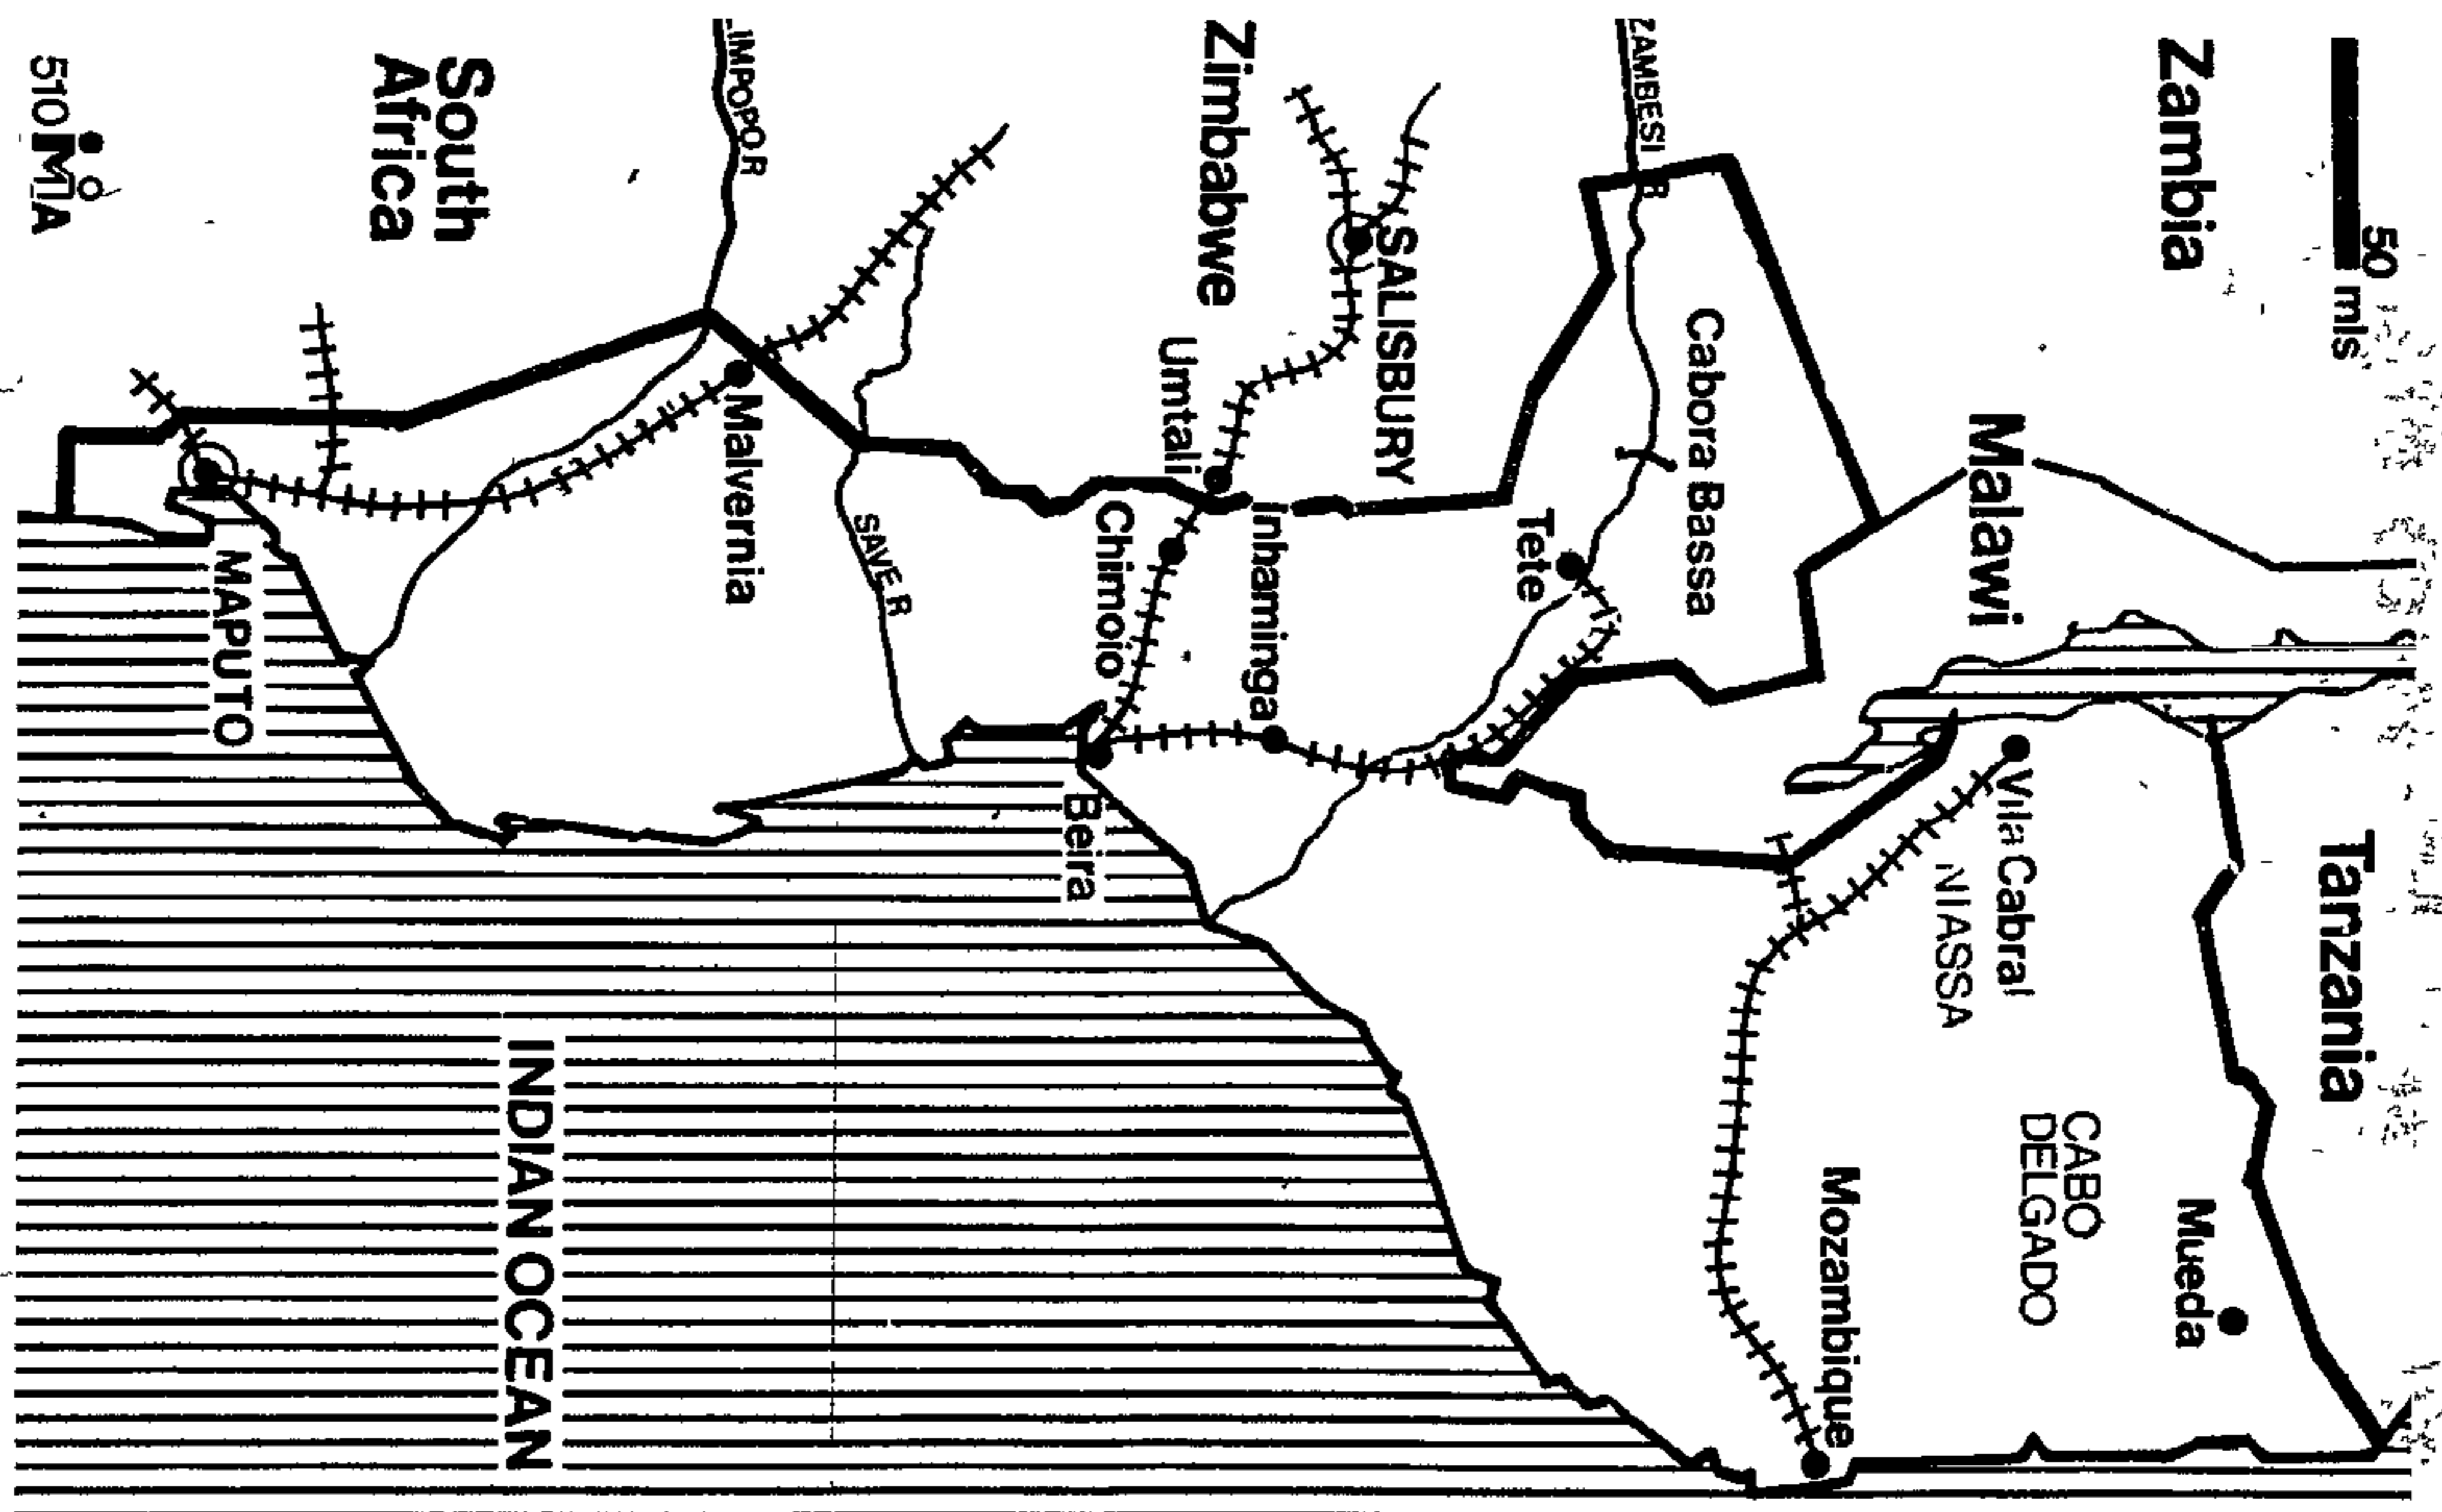 50 mls
Zambia
Tanzania
Malawi
Mueda
CABO
DELGADO
Vila Cabral
NIASSA
Mozambique
Cabora Bassa
ZAMBESI R
Tete
SALISBURY
Zimbabwe
Inhaminga
Umtali
Chimoio
Beira
SAVE R
LIMPOPO R
Malvernia
South
Africa
INDIAN OCEAN
MAPUTO